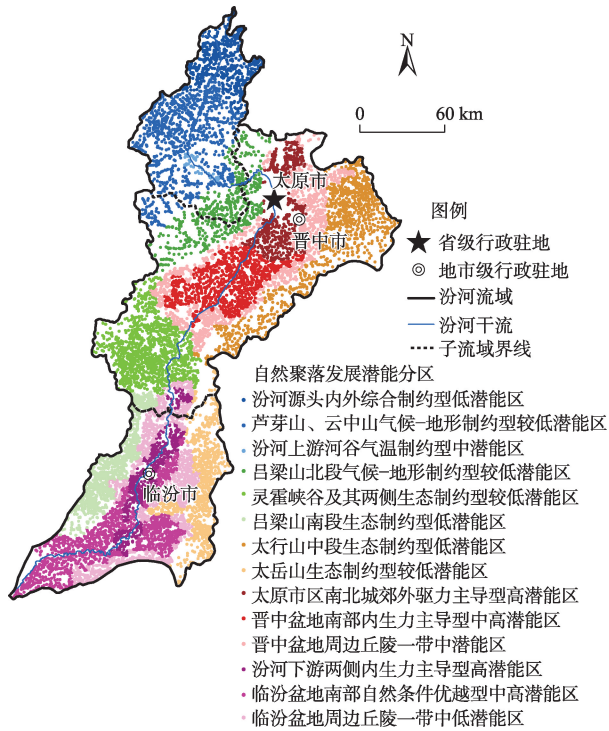 N
0 60 km
太原市
晋中市
临汾市
图例
省级行政驻地
地市级行政驻地
汾河流域
汾河干流
子流域界线
自然聚落发展潜能分区
汾河源头内外综合制约型低潜能区
芦芽山、云中山气候-地形制约型较低潜能区
汾河上游河谷气温制约型中潜能区
吕梁山北段气候-地形制约型较低潜能区
灵霍峡谷及其两侧生态制约型较低潜能区
吕梁山南段生态制约型低潜能区
太行山中段生态制约型低潜能区
太岳山生态制约型较低潜能区
太原市区南北城郊外驱力主导型高潜能区
晋中盆地南部内生力主导型中高潜能区
晋中盆地周边丘陵一带中潜能区
汾河下游两侧内生力主导型高潜能区
临汾盆地南部自然条件优越型中高潜能区
临汾盆地周边丘陵一带中低潜能区